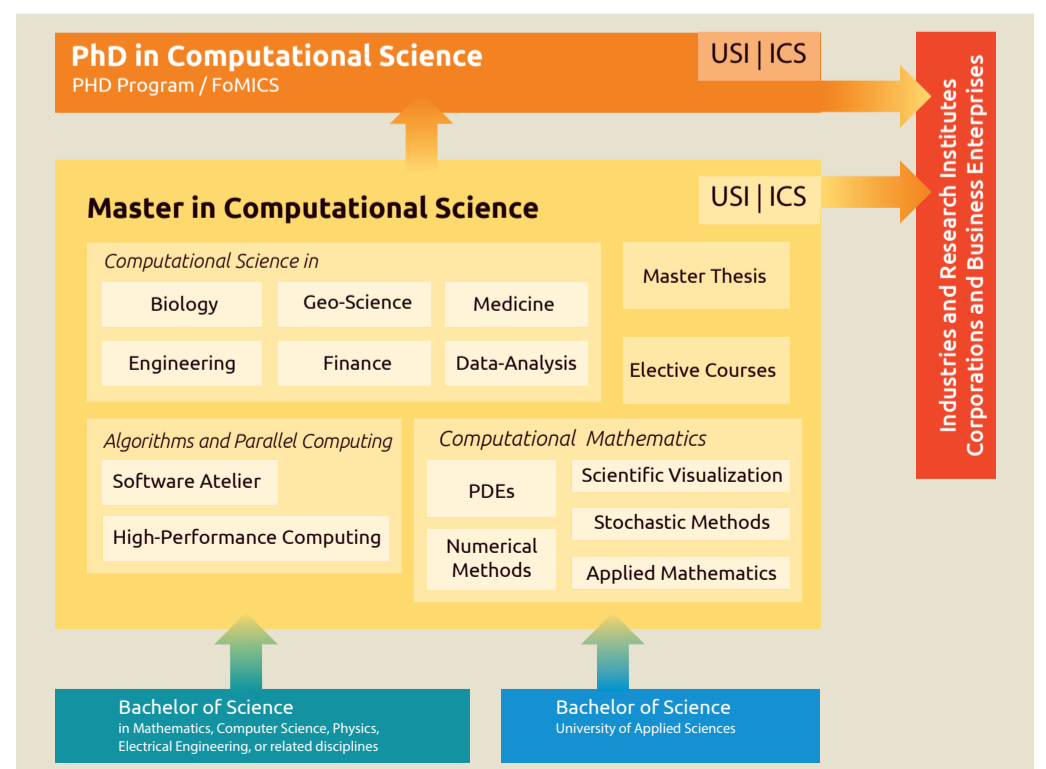 PhD in Computational Science
PHD Program / FoMICS
USI | ICS
Industries and Research Institutes
Corporations and Business Enterprises
Master in Computational Science
USI | ICS
Computational Science in
Biology
Geo-Science
Medicine
Engineering
Finance
Data-Analysis
Master Thesis
Elective Courses
Algorithms and Parallel Computing
Software Atelier
High-Performance Computing
Computational Mathematics
PDEs
Numerical
Methods
Scientific Visualization
Stochastic Methods
Applied Mathematics
Bachelor of Science
in Mathematics, Computer Science, Physics,
Electrical Engineering, or related disciplines
Bachelor of Science
University of Applied Sciences